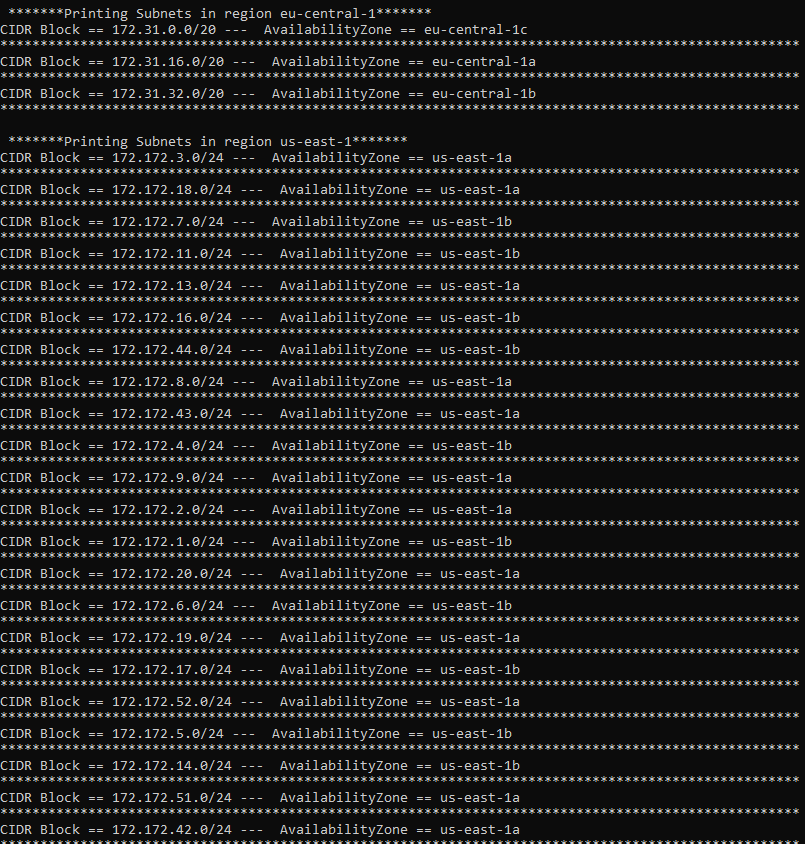 *******Printing Subnets in region eu-central-1*******
CIDR Block == 172.31.0.0/20 ---  AvailabilityZone == eu-central-1c
****************************************************************************************************
CIDR Block == 172.31.16.0/20 ---  AvailabilityZone == eu-central-1a
****************************************************************************************************
CIDR Block == 172.31.32.0/20 ---  AvailabilityZone == eu-central-1b
****************************************************************************************************
*******Printing Subnets in region us-east-1*******
CIDR Block == 172.172.3.0/24 ---  AvailabilityZone == us-east-1a
****************************************************************************************************
CIDR Block == 172.172.18.0/24 ---  AvailabilityZone == us-east-1a
****************************************************************************************************
CIDR Block == 172.172.7.0/24 ---  AvailabilityZone == us-east-1b
****************************************************************************************************
CIDR Block == 172.172.11.0/24 ---  AvailabilityZone == us-east-1b
****************************************************************************************************
CIDR Block == 172.172.13.0/24 ---  AvailabilityZone == us-east-1a
****************************************************************************************************
CIDR Block == 172.172.16.0/24 ---  AvailabilityZone == us-east-1b
****************************************************************************************************
CIDR Block == 172.172.44.0/24 ---  AvailabilityZone == us-east-1b
****************************************************************************************************
CIDR Block == 172.172.8.0/24 ---  AvailabilityZone == us-east-1a
****************************************************************************************************
CIDR Block == 172.172.43.0/24 ---  AvailabilityZone == us-east-1a
****************************************************************************************************
CIDR Block == 172.172.4.0/24 ---  AvailabilityZone == us-east-1b
****************************************************************************************************
CIDR Block == 172.172.9.0/24 ---  AvailabilityZone == us-east-1a
****************************************************************************************************
CIDR Block == 172.172.2.0/24 ---  AvailabilityZone == us-east-1a
****************************************************************************************************
CIDR Block == 172.172.1.0/24 ---  AvailabilityZone == us-east-1b
****************************************************************************************************
CIDR Block == 172.172.20.0/24 ---  AvailabilityZone == us-east-1a
****************************************************************************************************
CIDR Block == 172.172.6.0/24 ---  AvailabilityZone == us-east-1b
****************************************************************************************************
CIDR Block == 172.172.19.0/24 ---  AvailabilityZone == us-east-1a
****************************************************************************************************
CIDR Block == 172.172.17.0/24 ---  AvailabilityZone == us-east-1b
****************************************************************************************************
CIDR Block == 172.172.52.0/24 ---  AvailabilityZone == us-east-1a
****************************************************************************************************
CIDR Block == 172.172.5.0/24 ---  AvailabilityZone == us-east-1b
****************************************************************************************************
CIDR Block == 172.172.14.0/24 ---  AvailabilityZone == us-east-1b
****************************************************************************************************
CIDR Block == 172.172.51.0/24 ---  AvailabilityZone == us-east-1a
****************************************************************************************************
CIDR Block == 172.172.42.0/24 ---  AvailabilityZone == us-east-1a
****************************************************************************************************